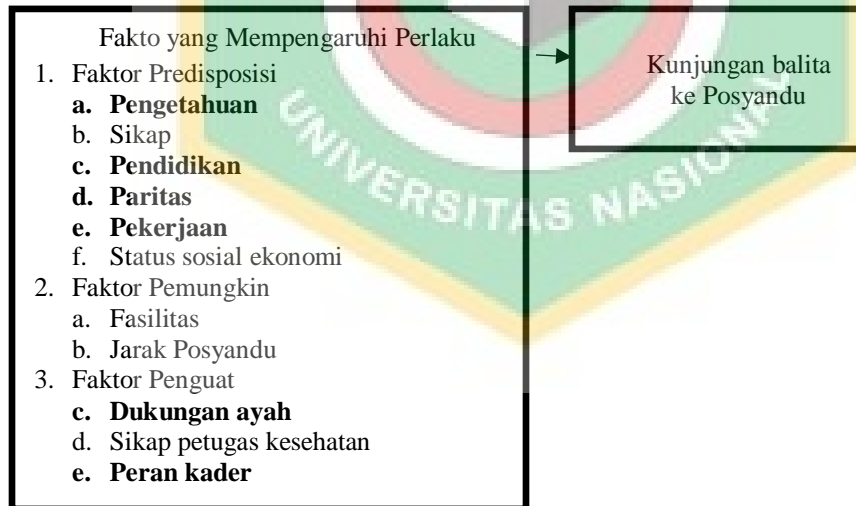 Fakto yang Mempengaruhi Perlaku
1. Faktor Predisposisi
a. Pengetahuan
b. Sikap
c. Pendidikan
d. Paritas
e. Pekerjaan
f. Status sosial ekonomi
2. Faktor Pemungkin
a. Fasilitas
b. Jarak Posyandu
3. Faktor Penguat
c. Dukungan ayah
d. Sikap petugas kesehatan
e. Peran kader
Kunjungan balita
ke Posyandu
UNIVERSITAS NASIONAL